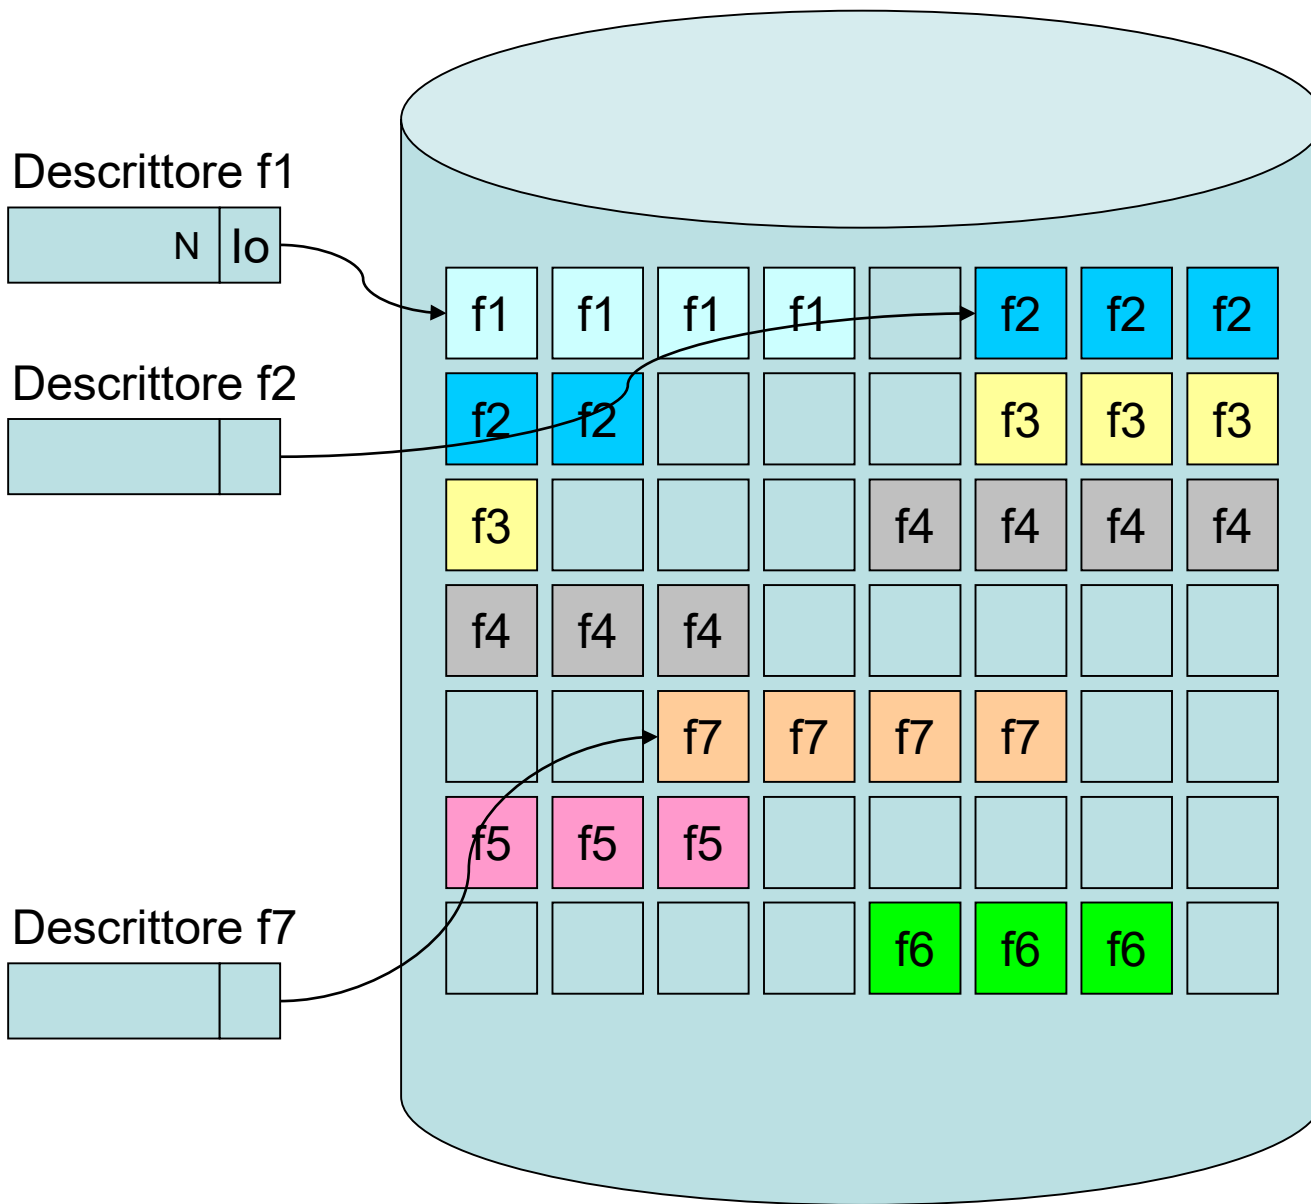 Descrittore f1
N Io
f1 f1 f1 f1 f2 f2 f2
Descrittore f2
f2 f2 f3 f3 f3
f3 f4 f4 f4 f4
f4 f4 f4
f7 f7 f7 f7
f5 f5 f5
Descrittore f7
f6 f6 f6